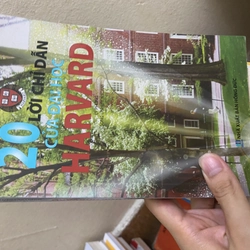 20
LỜI CHỈ DẪN
CỦA ĐẠI HỌC
HARVARD